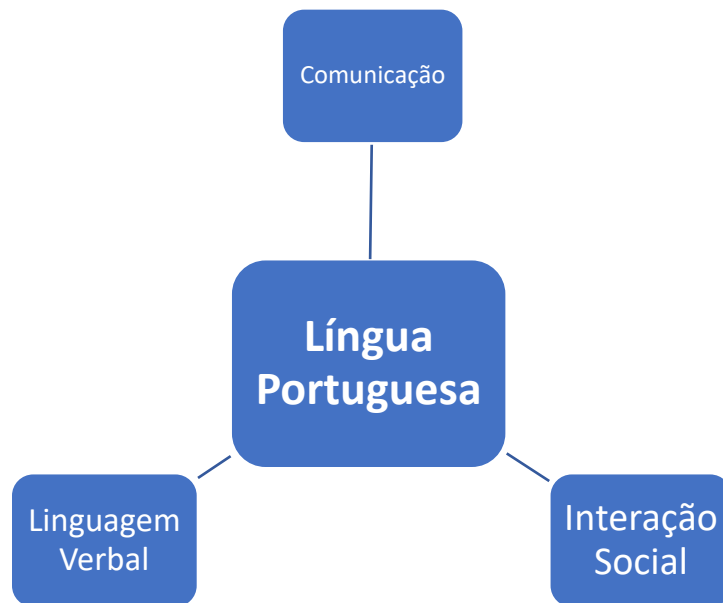 Comunicação
Língua
Portuguesa
Linguagem
Verbal
Interação
Social